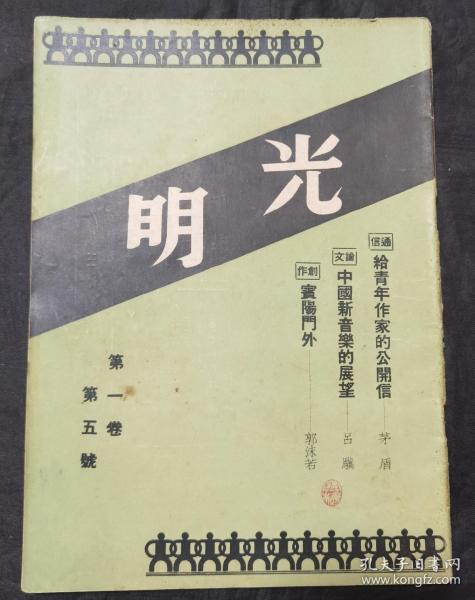 光明
通信 給青年作家的公開信 茅盾
論文 中國新音樂的展望 呂驥
創作 賓陽門外 郭沫若
第一卷
第五號
孔夫子旧书网
www.kongfz.com